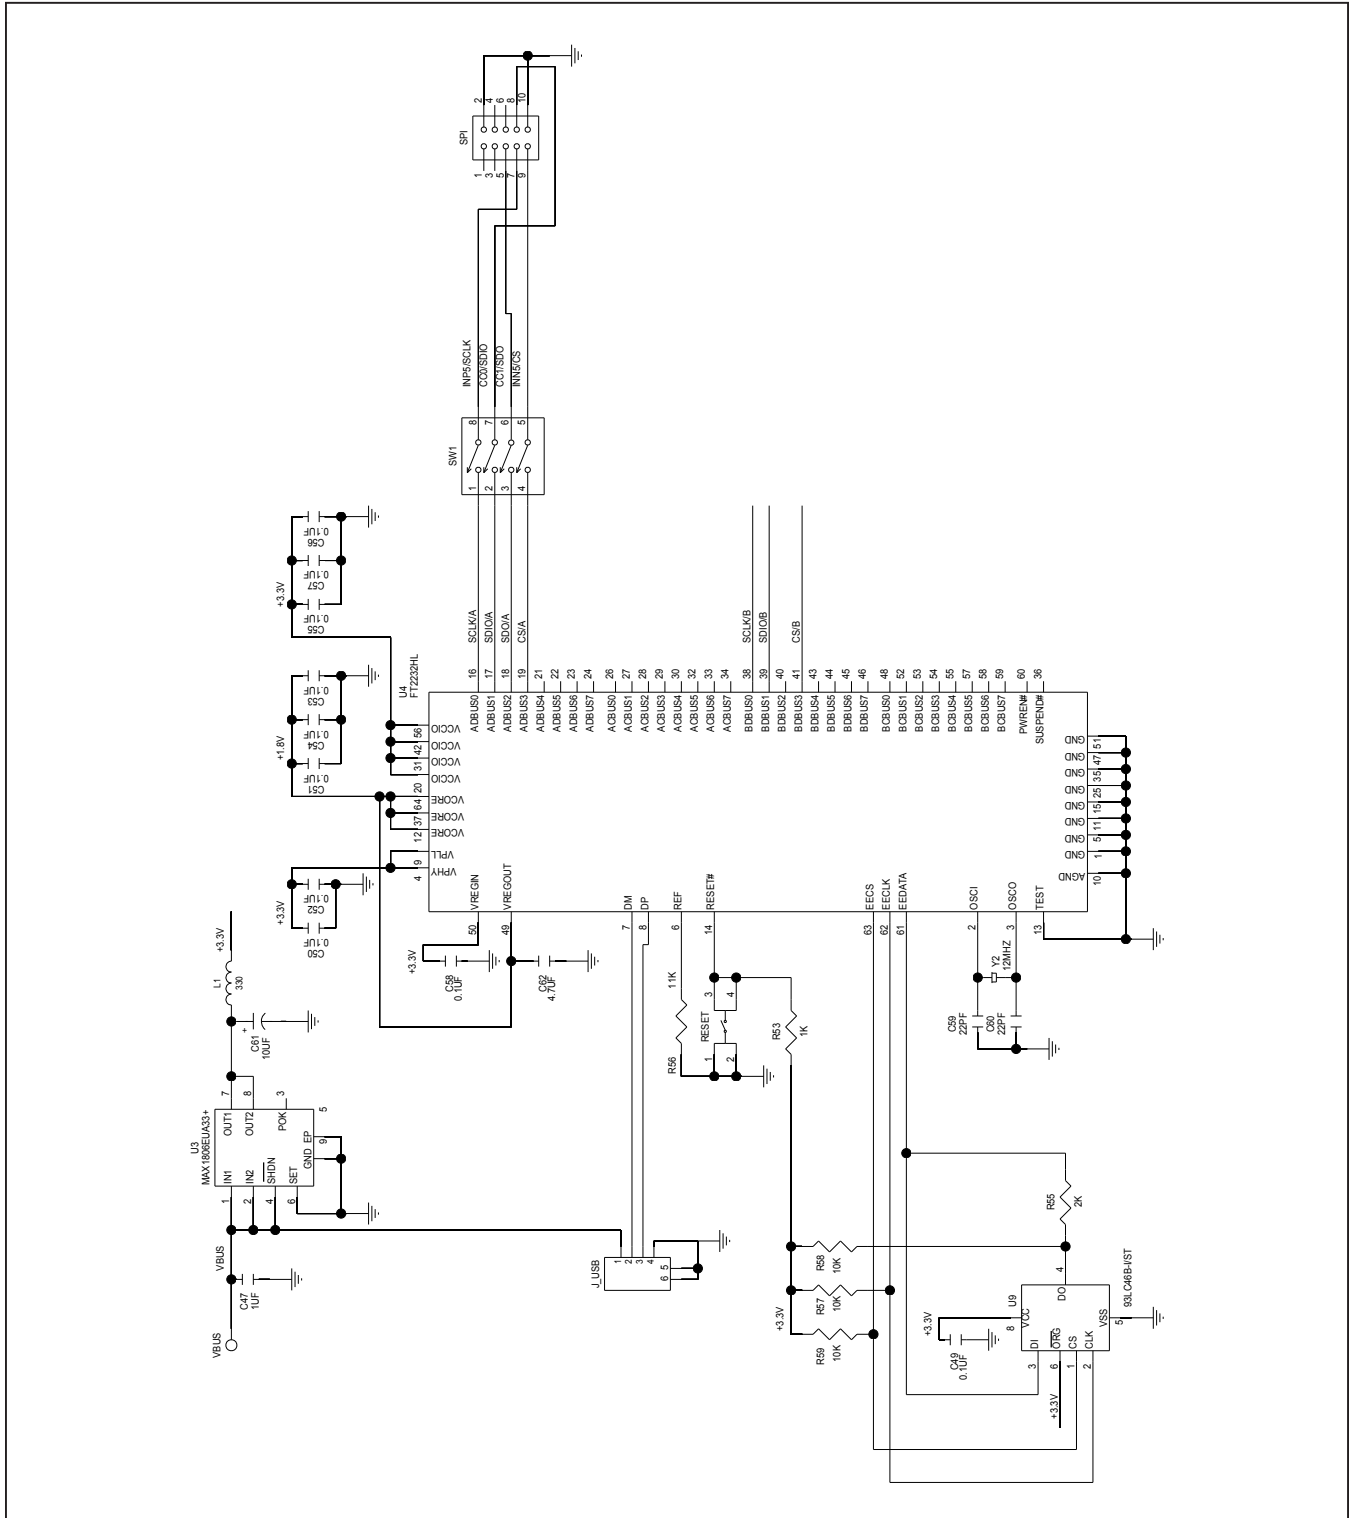 SPI
2
4
6
8
10
1
3
5
7
9
INP5/SCLK
CC0/SDIO
CC1/SDO
INN5/CS
SW1
8
7
6
5
1
2
3
4
SCLK/A
SDIO/A
SDO/A
CS/A
SCLK/B
SDIO/B
CS/B
+3.3V
C56
0.1UF
C57
0.1UF
C55
0.1UF
+1.8V
C53
0.1UF
C54
0.1UF
C51
0.1UF
+3.3V
C52
0.1UF
C50
0.1UF
U4
FT2232HL
16 ADBUS0
17 ADBUS1
18 ADBUS2
19 ADBUS3
21 ADBUS4
22 ADBUS5
23 ADBUS6
24 ADBUS7
26 ACBUS0
27 ACBUS1
28 ACBUS2
29 ACBUS3
30 ACBUS4
32 ACBUS5
33 ACBUS6
34 ACBUS7
38 BDBUS0
39 BDBUS1
40 BDBUS2
41 BDBUS3
43 BDBUS4
44 BDBUS5
45 BDBUS6
46 BDBUS7
48 BCBUS0
52 BCBUS1
53 BCBUS2
54 BCBUS3
55 BCBUS4
57 BCBUS5
58 BCBUS6
59 BCBUS7
60 PWREN#
36 SUSPEND#
56 VCCIO
42 VCCIO
31 VCCIO
20 VCCIO
64 VCORE
37 VCORE
12 VCORE
9 VPLL
4 VPHY
GND 51
GND 47
GND 35
GND 25
GND 15
GND 11
GND 5
GND 1
AGND 10
VREGIN 50
VREGOUT 49
DM 7
DP 8
REF 6
RESET# 14
EECS 63
EECLK 62
EEDATA 61
OSCI 2
OSCO 3
TEST 13
+3.3V
C58
0.1UF
C62
4.7UF
R56
11K
RESET
3
4
1
2
R53
1K
Y2
12MHZ
C59
22PF
C60
22PF
+3.3V
L1
330
C61
10UF
+
U3
MAX1806EUA33+
7 OUT1
8 OUT2
3 POK
5
GND
9 EP
IN1 1
IN2 2
SHDN 4
SET 6
VBUS
C47
1UF
VBUS
J_USB
1
2
3
4
5
6
R55
2K
R58
10K
R57
10K
R59
10K
+3.3V
+3.3V
C49
0.1UF
U9
93LC46B-I/ST
8 VCC
DO 4
VSS 5
DI 3
ORG 6
CS 1
CLK 2
+3.3V